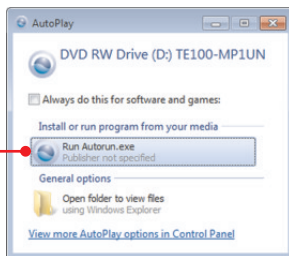 AutoPlay
DVD RW Drive (D:) TE100-MP1UN
Always do this for software and games:
Install or run program from your media
Run Autorun.exe
Publisher not specified
General options
Open folder to view files
using Windows Explorer
View more AutoPlay options in Control Panel